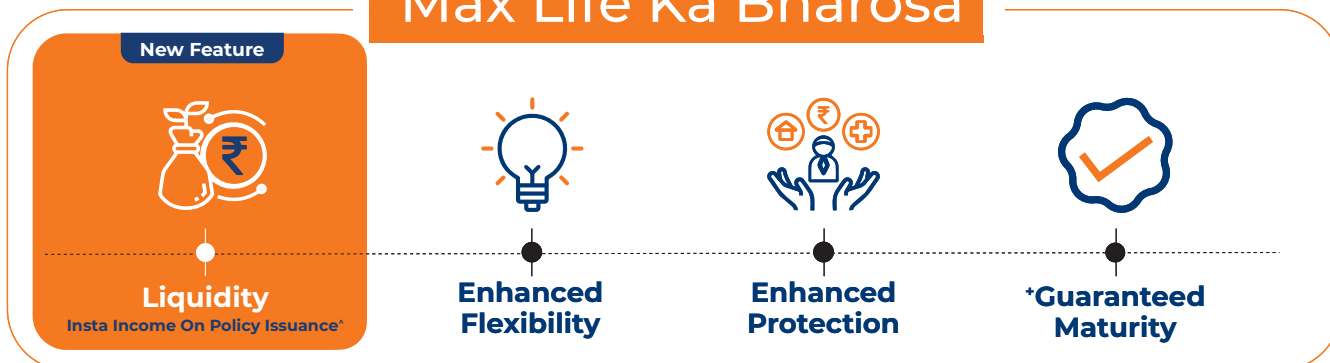 Max Life Ka Bharosa
New Feature
₹
₹
Liquidity
Insta Income On Policy Issuance^
Enhanced
Flexibility
Enhanced
Protection
+Guaranteed
Maturity